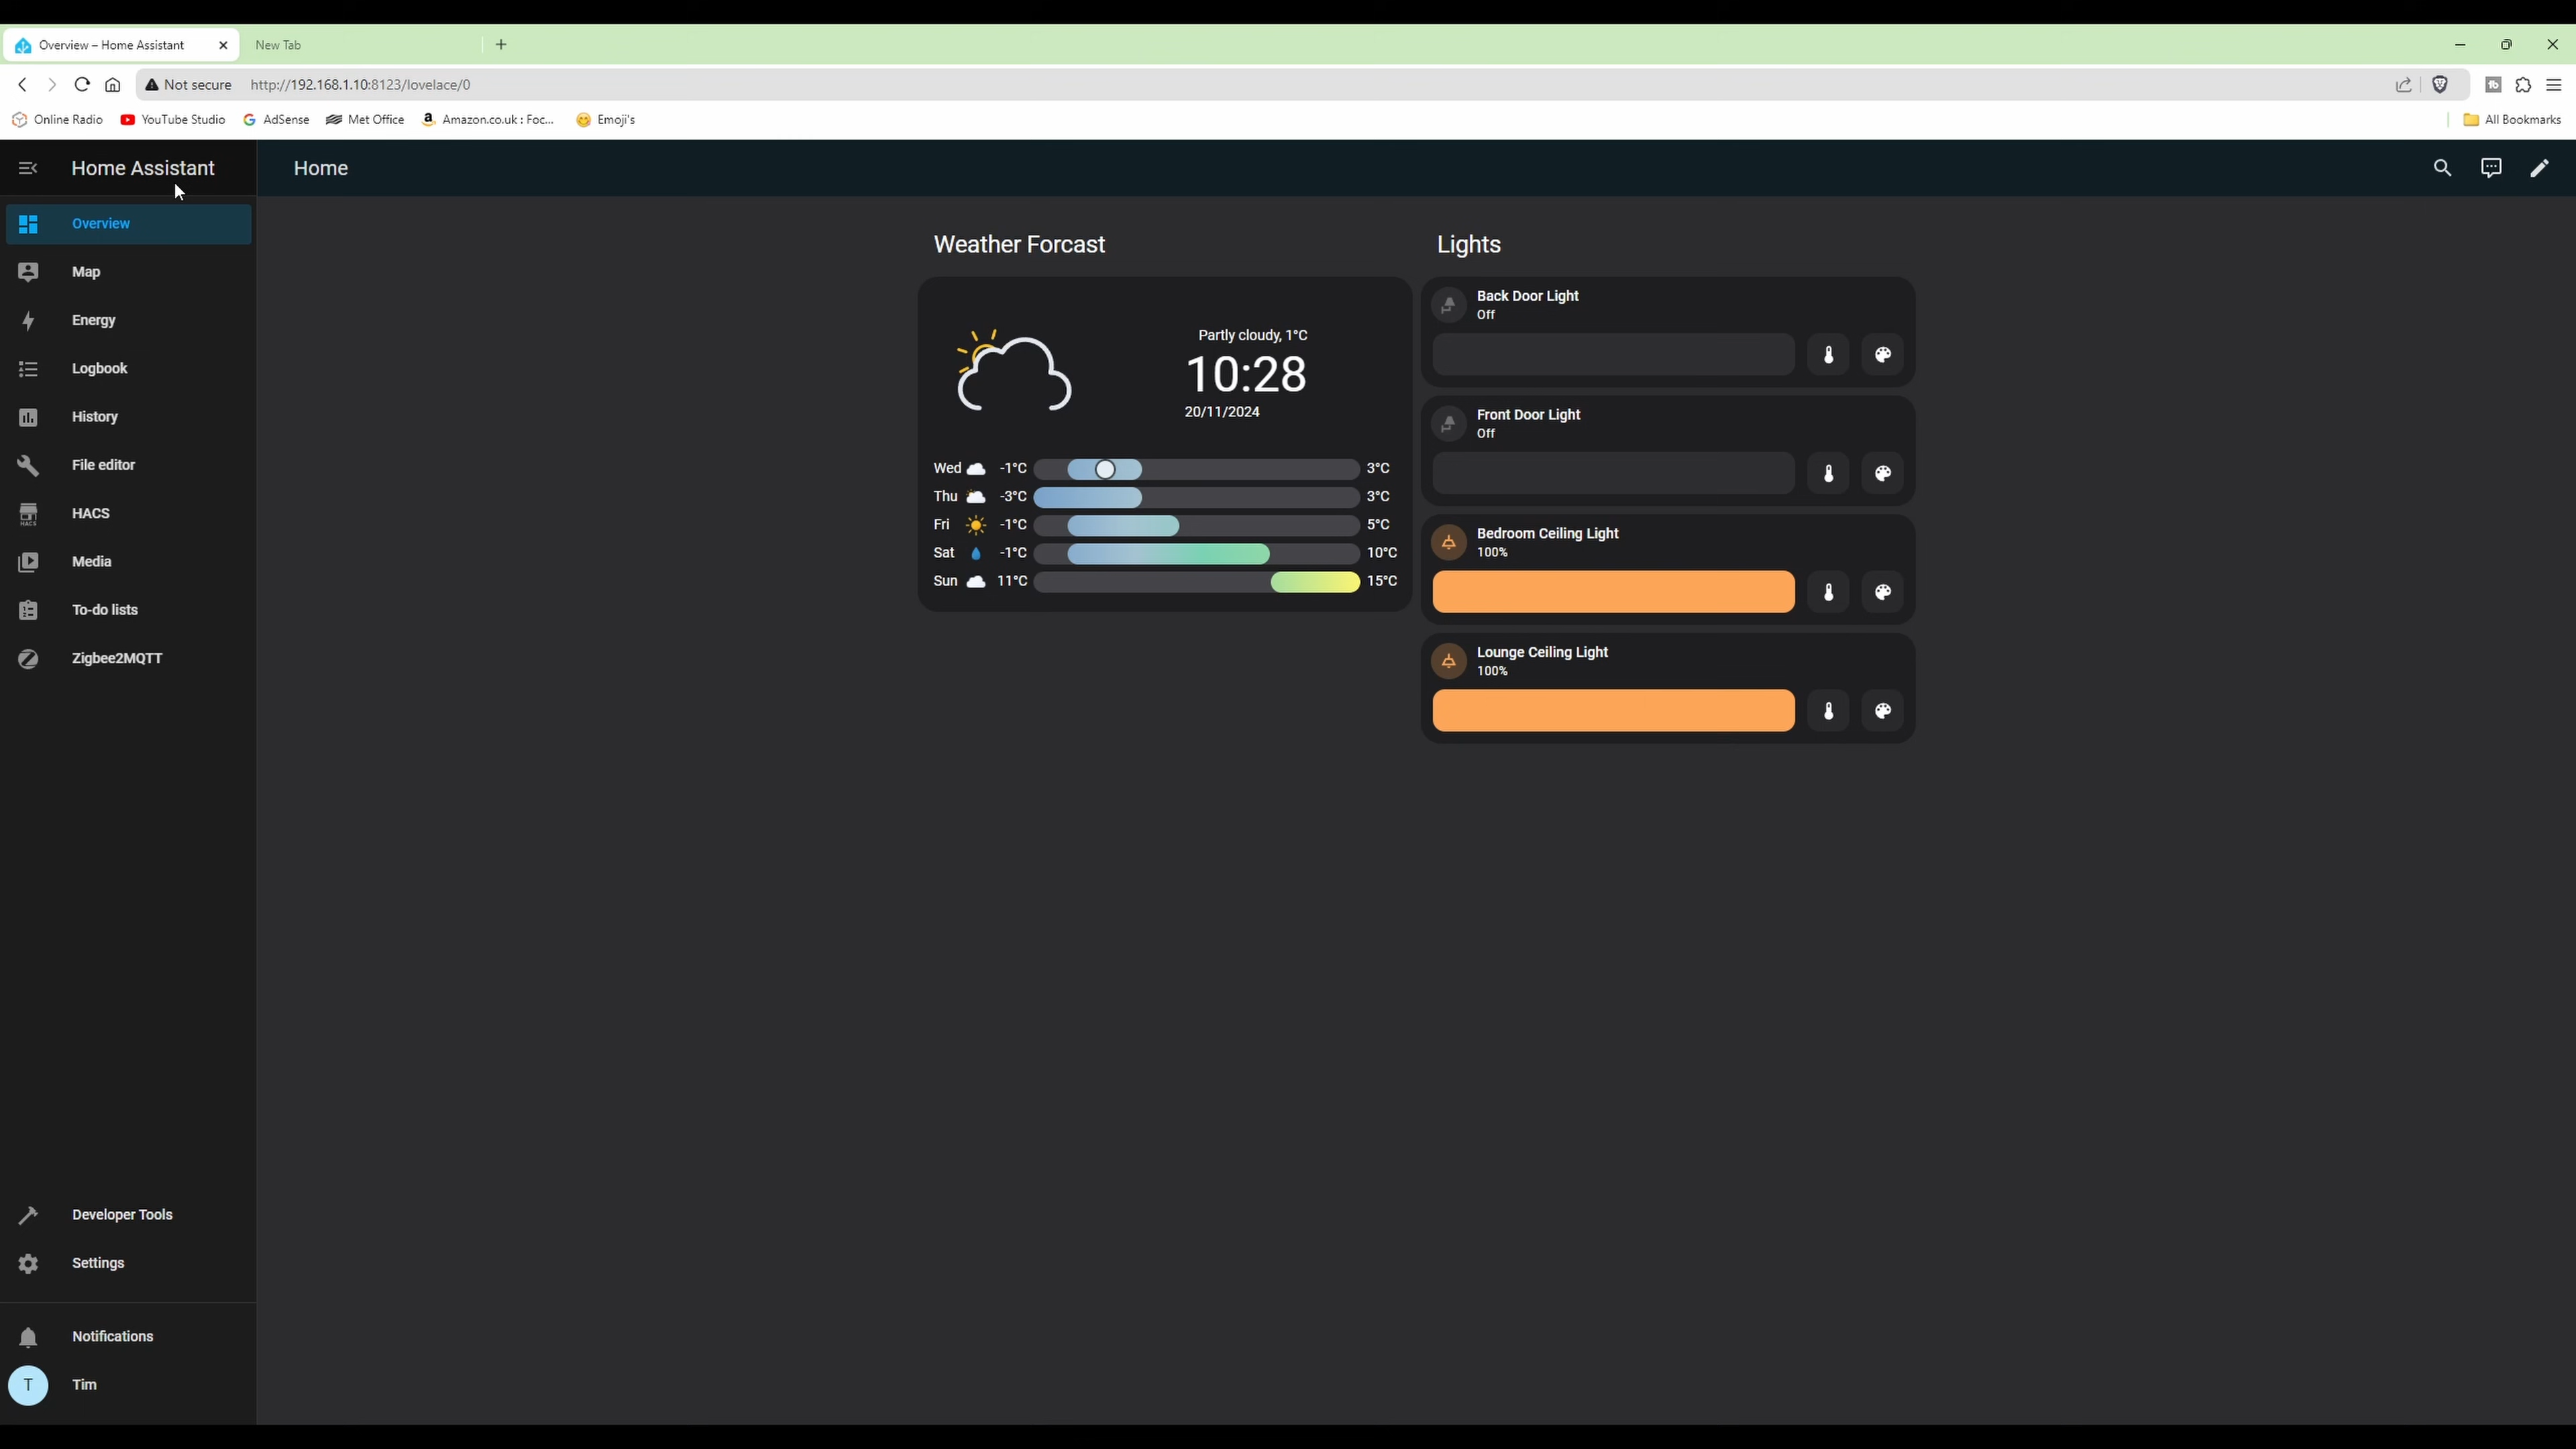 Overview – Home Assistant
New Tab
Not secure http://192.168.1.10:8123/lovelace/0
Online Radio YouTube Studio AdSense Met Office Amazon.co.uk : Foc... Emoji's All Bookmarks
Home Assistant
Home
Overview
Map
Energy
Logbook
History
File editor
HACS
HACS
Media
To-do lists
Zigbee2MQTT
Developer Tools
Settings
Notifications
T Tim
Weather Forcast
Partly cloudy, 1°C
10:28
20/11/2024
Wed -1°C 3°C
Thu -3°C 3°C
Fri -1°C 5°C
Sat -1°C 10°C
Sun 11°C 15°C
Lights
Back Door Light
Off
Front Door Light
Off
Bedroom Ceiling Light
100%
Lounge Ceiling Light
100%